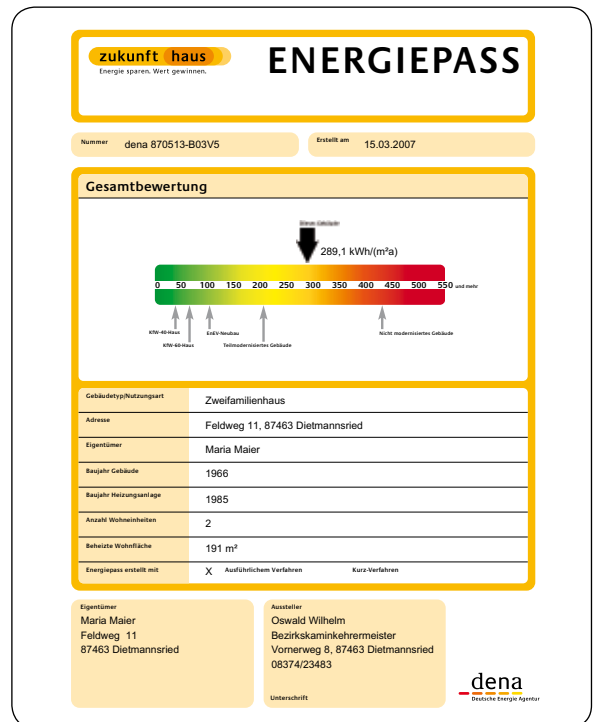 zukunft haus
Energie sparen. Wert gewinnen.
ENERGIEPASS
Nummer dena 870513-B03V5
Erstellt am 15.03.2007
Gesamtbewertung
289,1 kWh/(m²a)
0 50 100 150 200 250 300 350 400 450 500 550 und mehr
KfW-40-Haus
EnEV-Neubau
Nicht modernisiertes Gebäude
KfW-60-Haus
Teilmodernisiertes Gebäude
Gebäudetyp/Nutzungsart Zweifamilienhaus
Adresse Feldweg 11, 87463 Dietmannsried
Eigentümer Maria Maier
Baujahr Gebäude 1966
Baujahr Heizungsanlage 1985
Anzahl Wohneinheiten 2
Beheizte Wohnfläche 191 m²
Energiepass erstellt mit X Ausführlichem Verfahren Kurz-Verfahren
Eigentümer
Maria Maier
Feldweg 11
87463 Dietmannsried
Aussteller
Oswald Wilhelm
Bezirkskaminkehrermeister
Vornerweg 8, 87463 Dietmannsried
08374/23483
Unterschrift
dena
Deutsche Energie Agentur